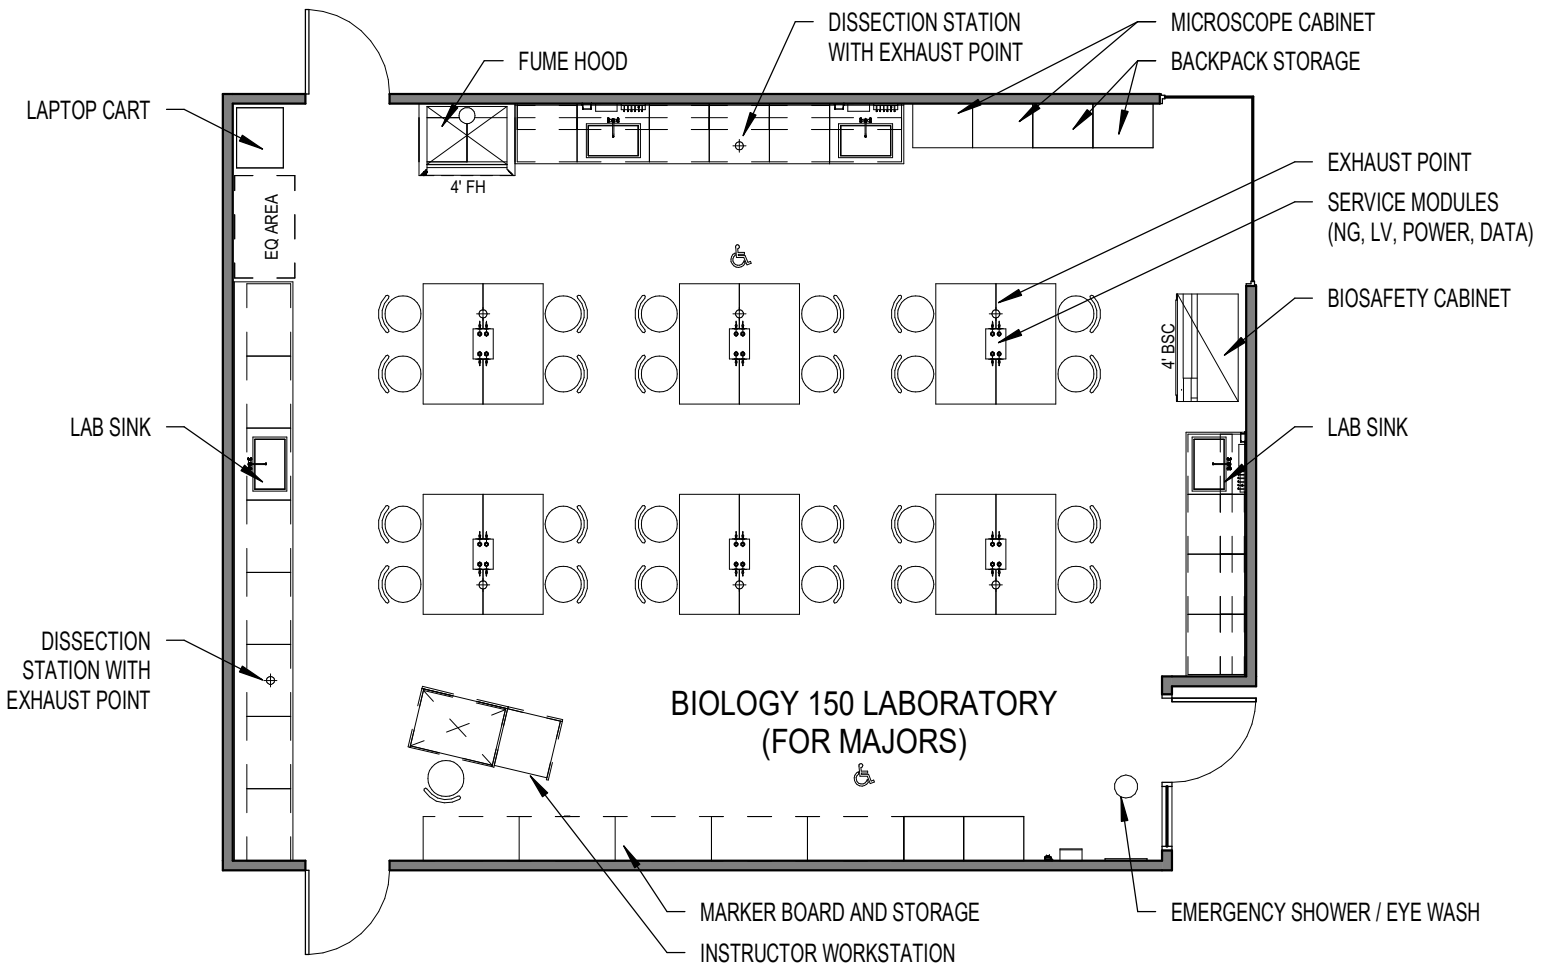 DISSECTION STATION
WITH EXHAUST POINT
MICROSCOPE CABINET
BACKPACK STORAGE
FUME HOOD
LAPTOP CART
4' FH
EQ AREA
EXHAUST POINT
SERVICE MODULES
(NG, LV, POWER, DATA)
BIOSAFETY CABINET
4' BSC
LAB SINK
LAB SINK
DISSECTION
STATION WITH
EXHAUST POINT
BIOLOGY 150 LABORATORY
(FOR MAJORS)
MARKER BOARD AND STORAGE
INSTRUCTOR WORKSTATION
EMERGENCY SHOWER / EYE WASH